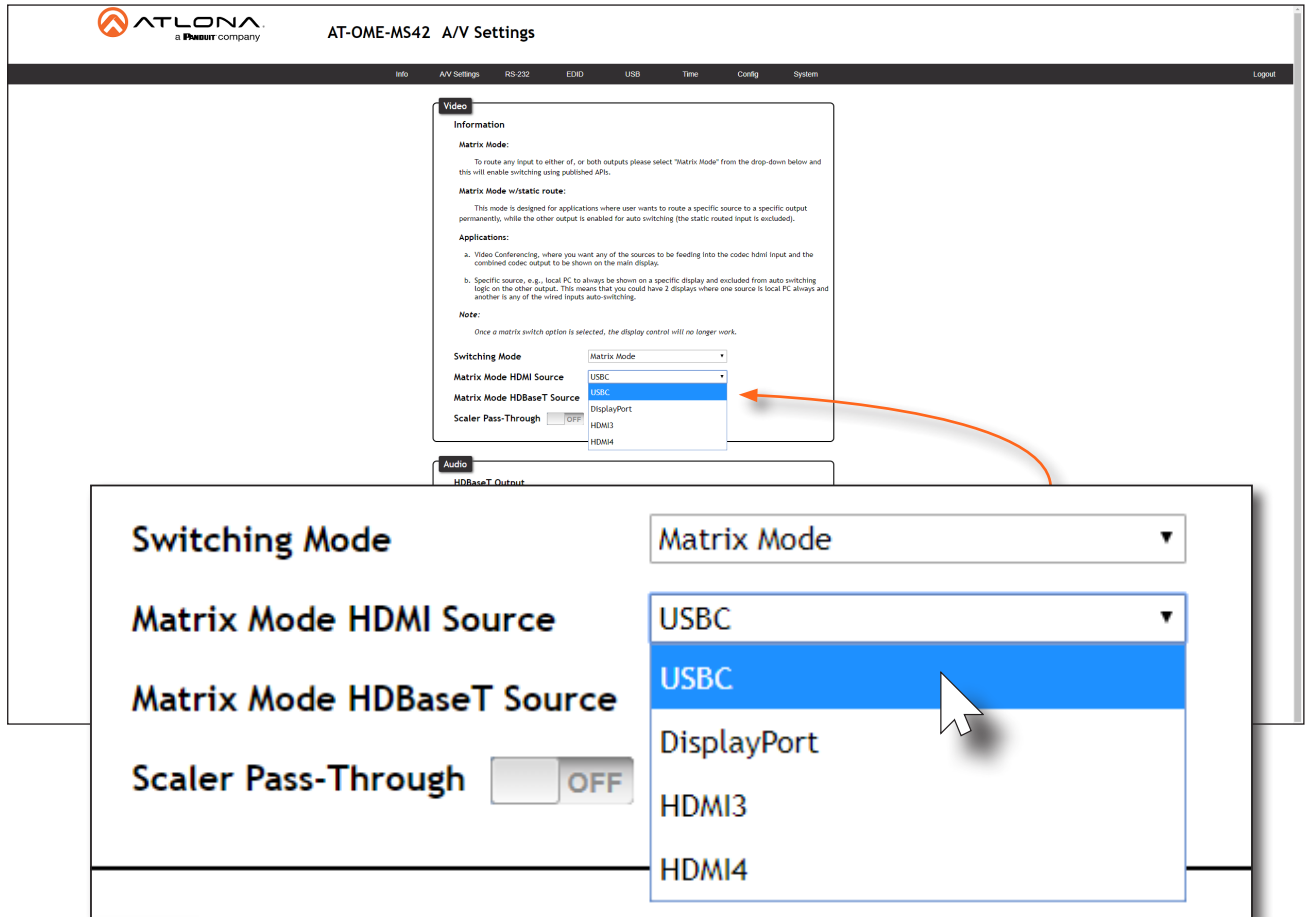 ATLONA.
a PANDUIT company
AT-OME-MS42 A/V Settings
Info A/V Settings RS-232 EDID USB Time Config System Logout
Video
Information
Matrix Mode:
To route any input to either of, or both outputs please select "Matrix Mode" from the drop-down below and
this will enable switching using published APIs.
Matrix Mode w/static route:
This mode is designed for applications where user wants to route a specific source to a specific output
permanently, while the other output is enabled for auto switching (the static routed input is excluded).
Applications:
a. Video Conferencing, where you want any of the sources to be feeding into the codec hdmi input and the
combined codec output to be shown on the main display.
b. Specific source, e.g., local PC to always be shown on a specific display and excluded from auto switching
logic on the other output. This means that you could have 2 displays where one source is local PC always and
another is any of the wired inputs auto-switching.
Note:
Once a matrix switch option is selected, the display control will no longer work.
Switching Mode Matrix Mode
Matrix Mode HDMI Source USBC
USBC
Matrix Mode HDBaseT Source
DisplayPort
Scaler Pass-Through OFF
HDMI3
HDMI4
Audio
HDBaseT Output
Switching Mode Matrix Mode
Matrix Mode HDMI Source USBC
USBC
Matrix Mode HDBaseT Source
DisplayPort
Scaler Pass-Through OFF
HDMI3
HDMI4